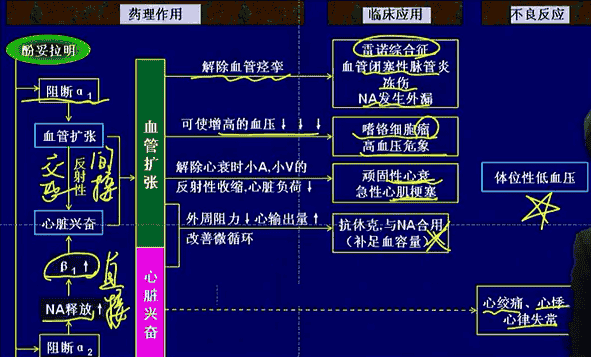 药理作用
临床应用
不良反应
酚妥拉明
阻断α1
血管扩张
反射性
交感
间接
心脏兴奋
β1↑
直接
NA释放↑
阻断α2
血管扩张
心脏兴奋
解除血管痉挛
可使增高的血压↓↓↓
解除心衰时小A,小V的
反射性收缩,心脏负荷↓
外周阻力↓心输出量↑
改善微循环
雷诺综合征
血管闭塞性脉管炎
冻伤
NA发生外漏
嗜铬细胞瘤
高血压危象
顽固性心衰
急性心肌梗塞
抗休克,与NA合用
(补足血容量)
体位性低血压
心绞痛、心悸
心律失常